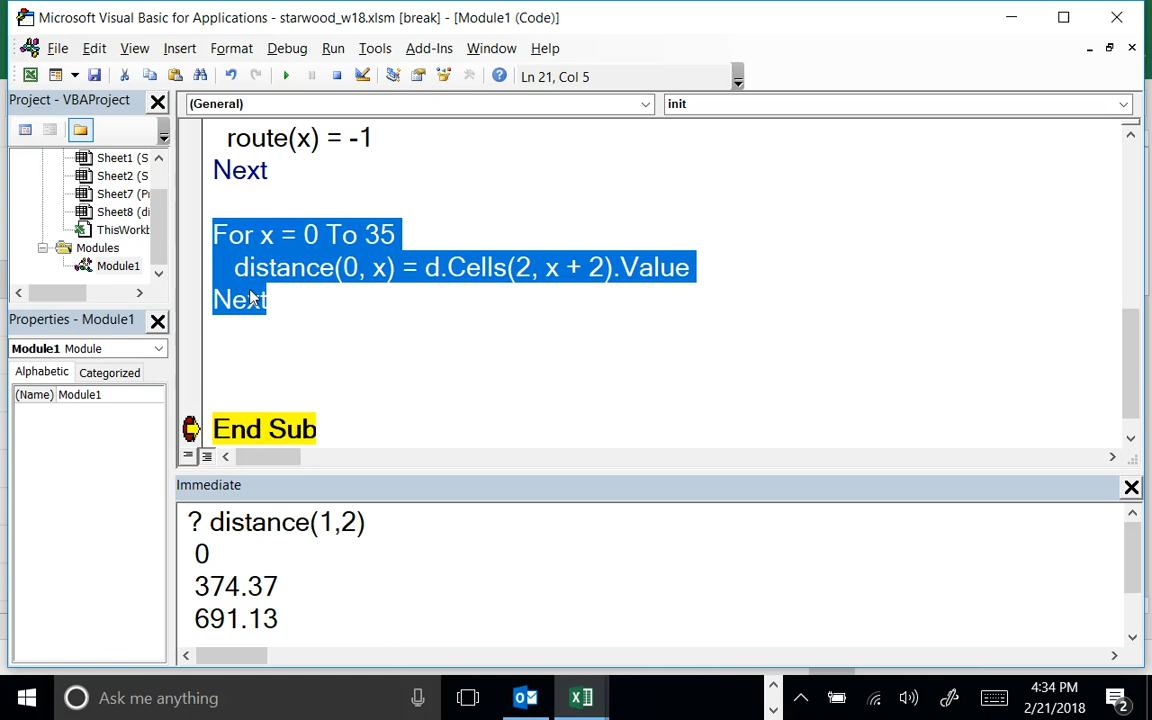 Microsoft Visual Basic for Applications - starwood_w18.xlsm [break] - [Module1 (Code)]
File Edit View Insert Format Debug Run Tools Add-Ins Window Help
Ln 21, Col 5
Project - VBAProject
(General)
init
Sheet1 (S
Sheet2 (S
Sheet7 (Pi
Sheet8 (di
ThisWorkb
Modules
Module1
route(x) = -1
Next
For x = 0 To 35
distance(0, x) = d.Cells(2, x + 2).Value
Next
End Sub
Properties - Module1
Module1 Module
Alphabetic Categorized
(Name) Module1
Immediate
? distance(1,2)
0
374.37
691.13
Ask me anything
4:34 PM
2/21/2018
2